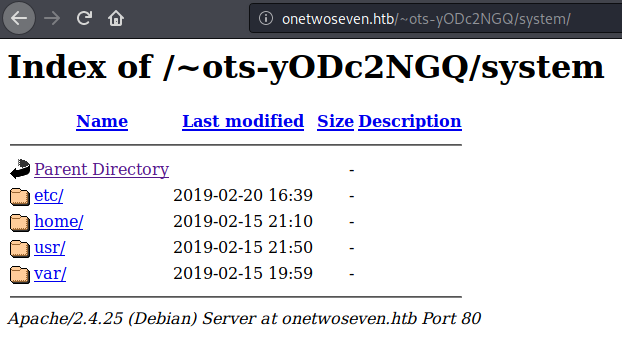 onetwoseven.htb/~ots-yODc2NGQ/system/
Index of /~ots-yODc2NGQ/system
Name Last modified Size Description
Parent Directory -
etc/ 2019-02-20 16:39 -
home/ 2019-02-15 21:10 -
usr/ 2019-02-15 21:50 -
var/ 2019-02-15 19:59 -
Apache/2.4.25 (Debian) Server at onetwoseven.htb Port 80